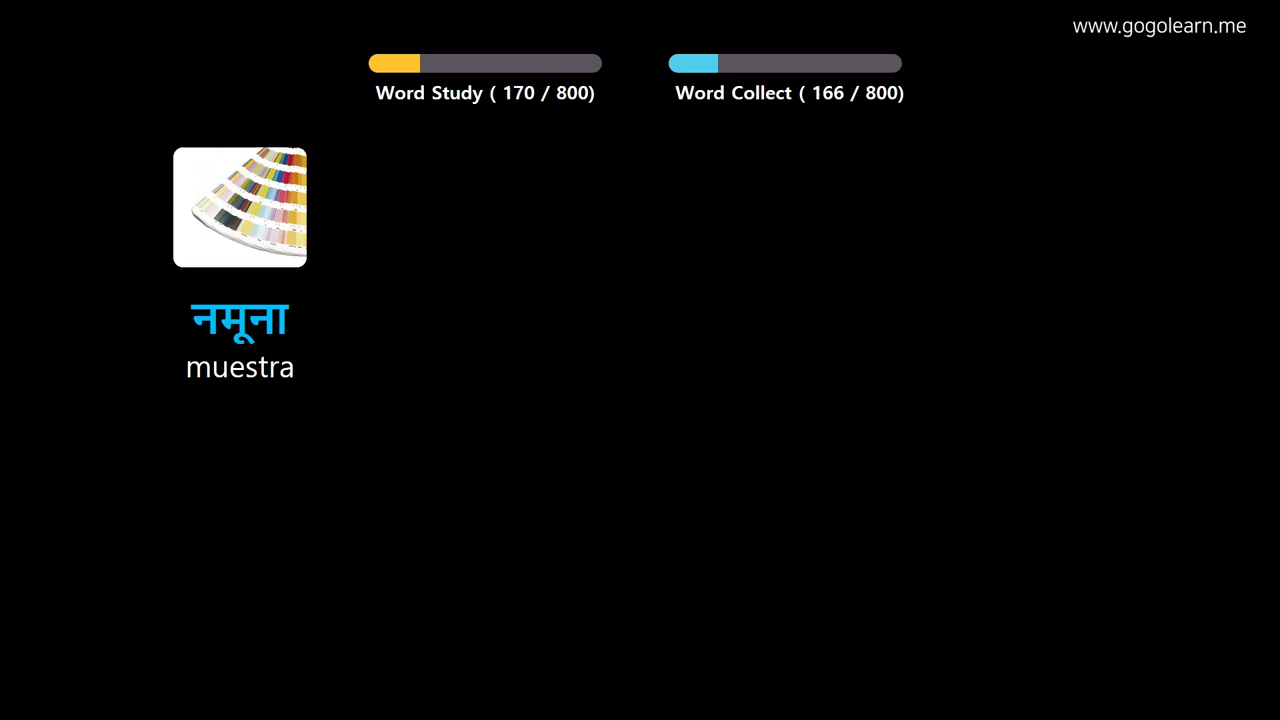 www.gogolearn.me
Word Study ( 170 / 800)
Word Collect ( 166 / 800)
नमूना
muestra